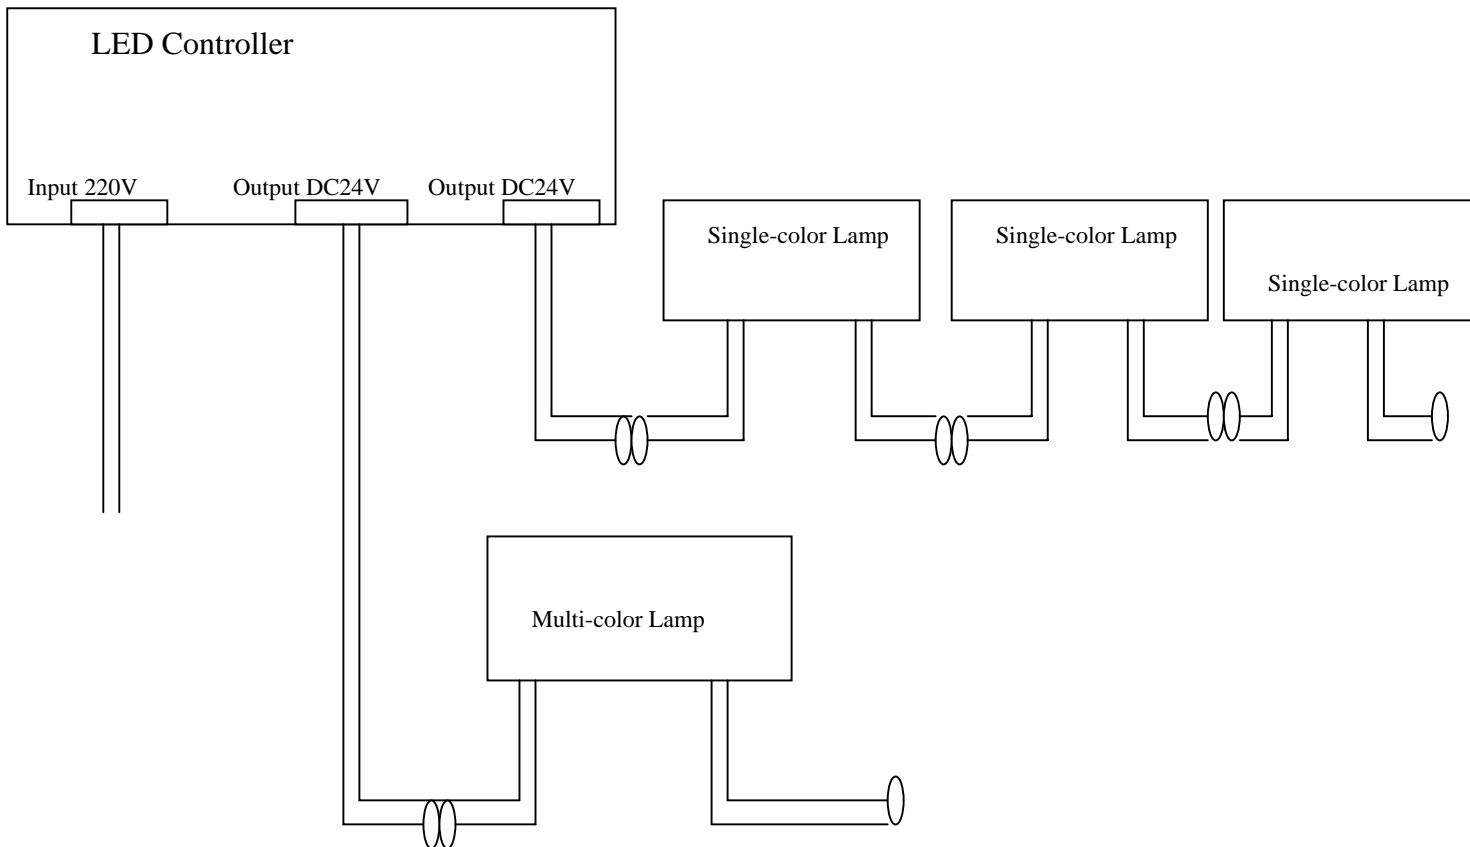 LED Controller
Input 220V
Output DC24V
Output DC24V
Single-color Lamp
Single-color Lamp
Single-color Lamp
Multi-color Lamp